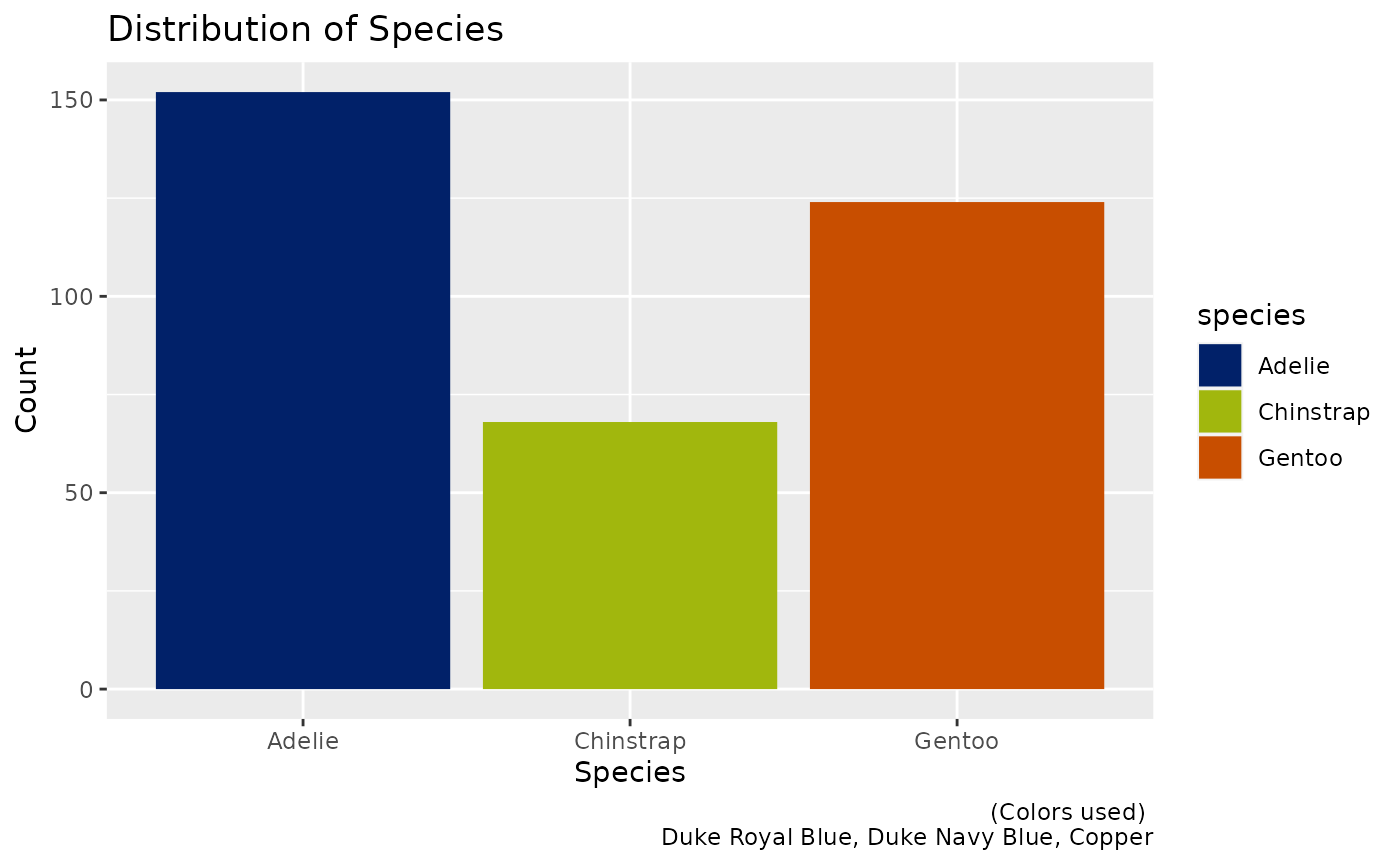 Distribution of Species
150
100
50
0
Count
Adelie
Chinstrap
Gentoo
Species
species
Adelie
Chinstrap
Gentoo
(Colors used)
Duke Royal Blue, Duke Navy Blue, Copper